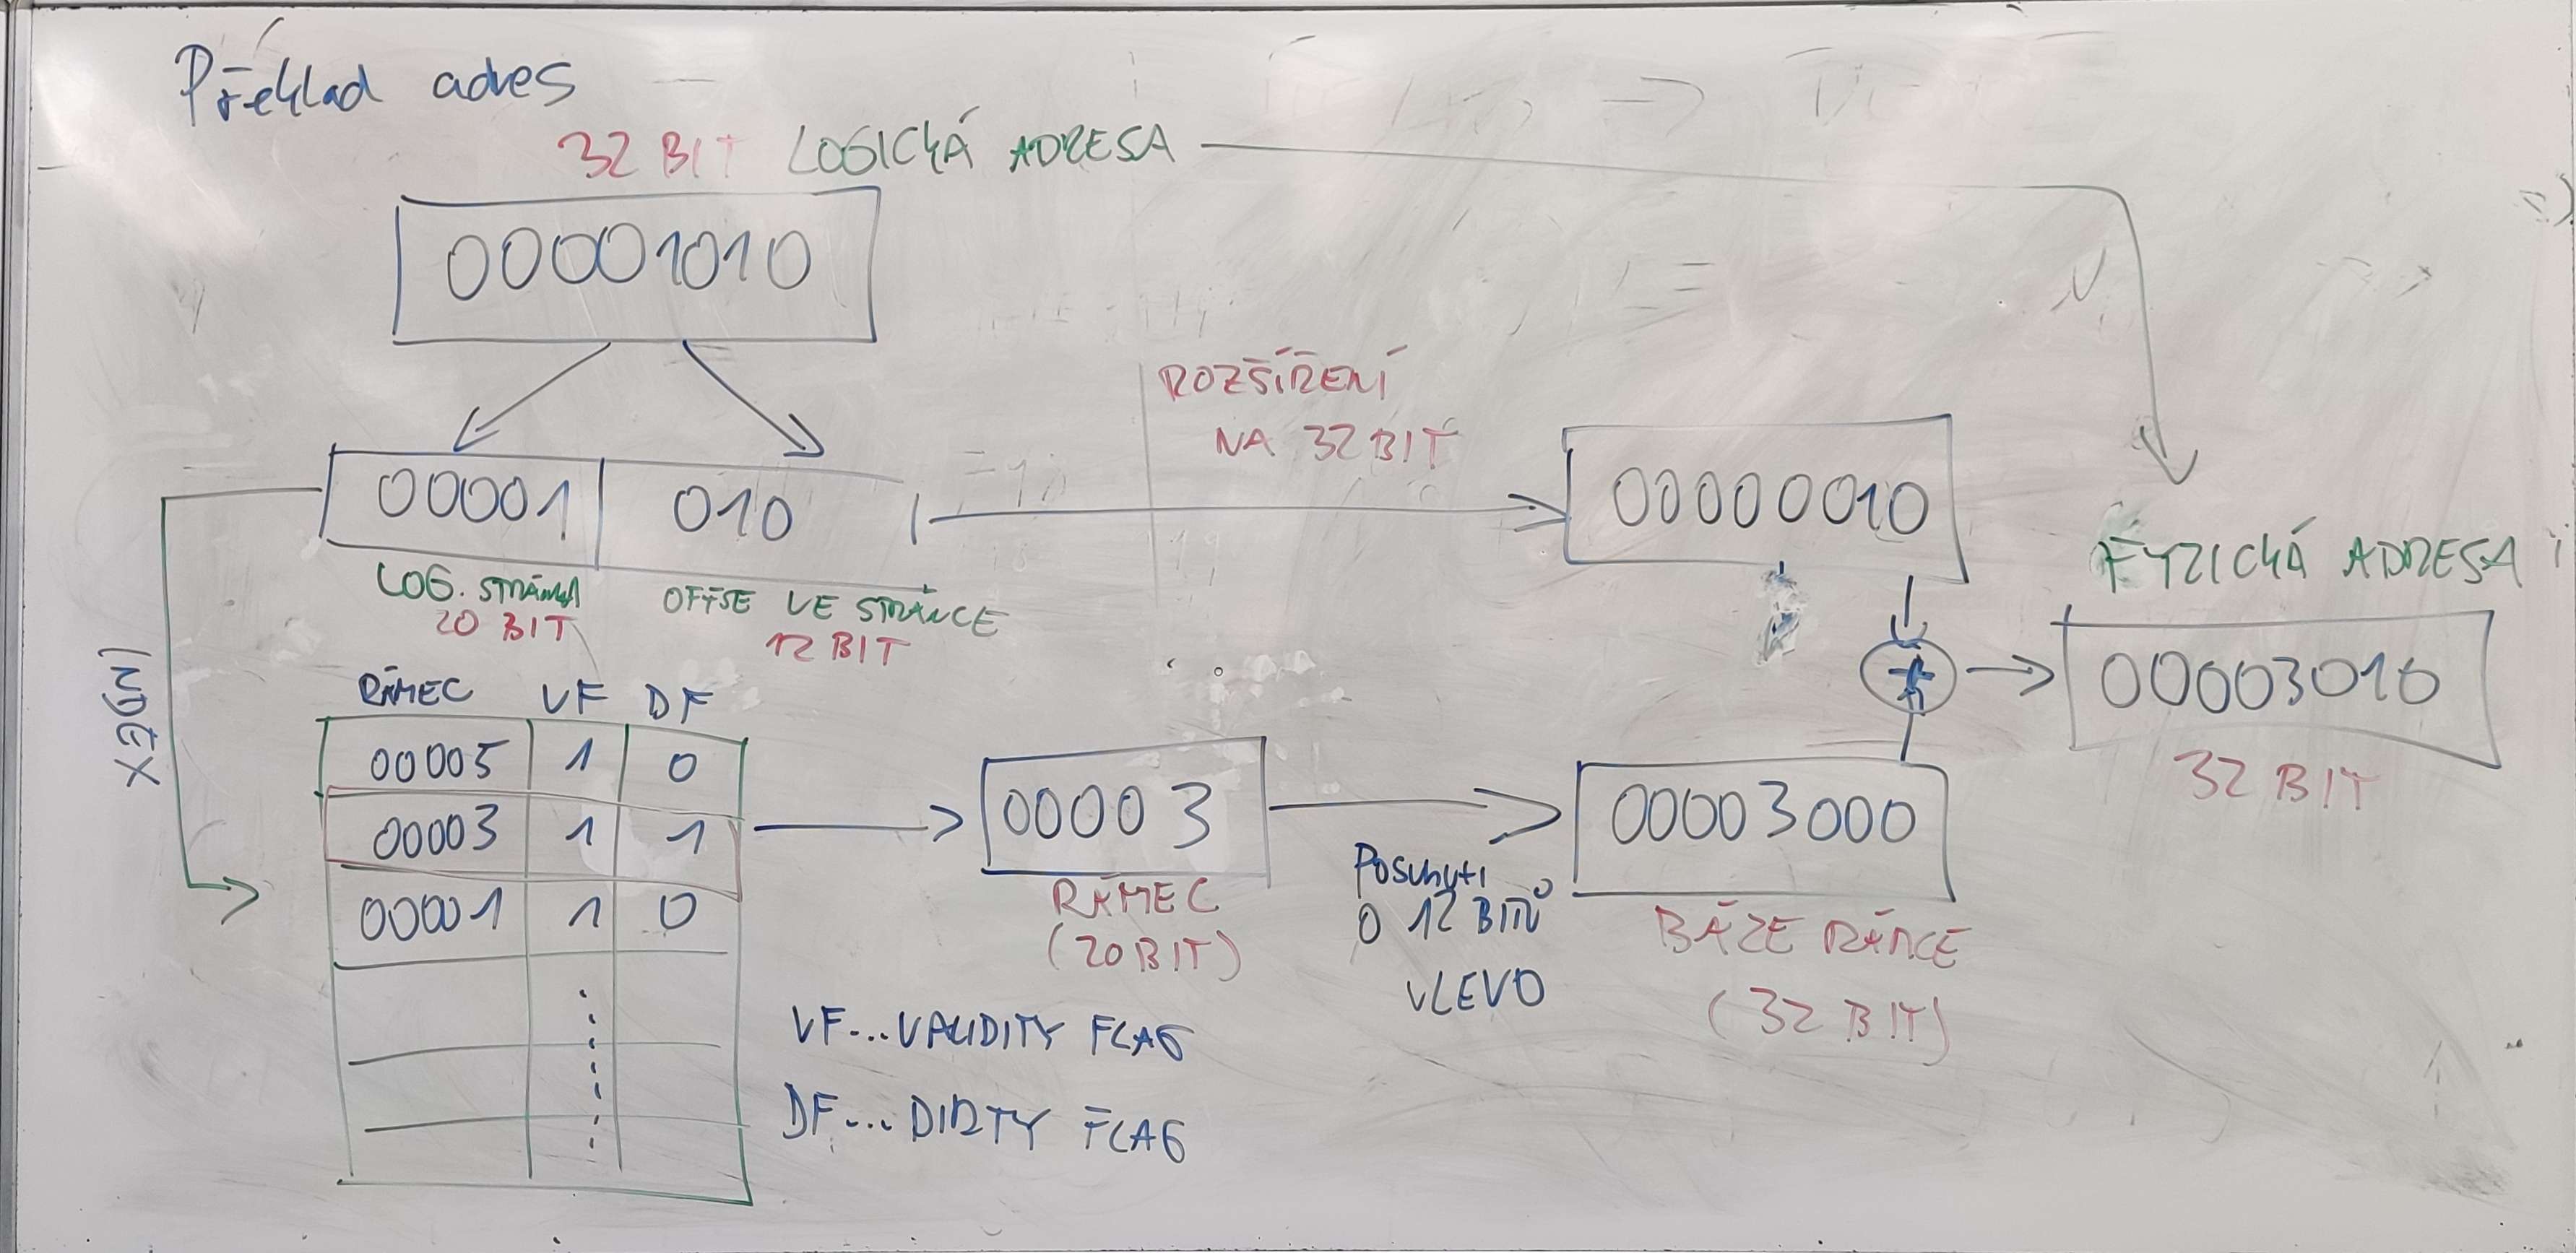 Překlad adres
32 BIT LOGICKÁ ADRESA
00001010
ROZŠÍŘENÍ
NA 32 BIT
00001 010
00000010
LOG. STRÁNKA OFFSE VE STRÁNCE
20 BIT 12 BIT
FYZICKÁ ADRESA
00003010
32 BIT
INDEX
RÁMEC VF DF
00005 1 0
00003 1 1
00001 1 0
00003
RÁMEC
(20 BIT)
Posunutí
O 12 BITŮ
VLEVO
00003000
BÁZE RÁMCE
(32 BIT)
+
VF...VALIDITY FLAG
DF...DIRTY FLAG